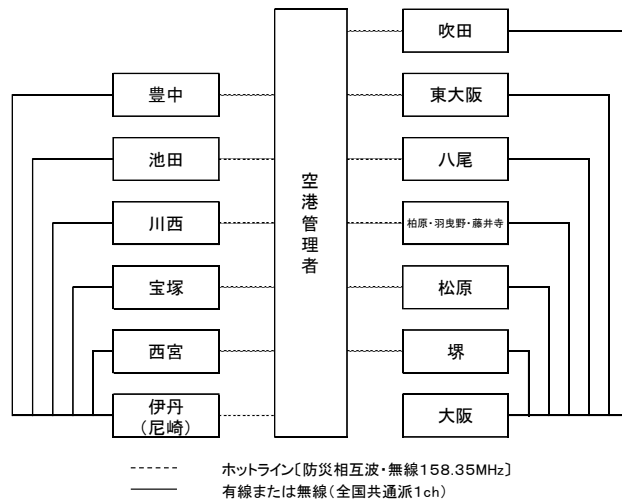 吹田
豊中
東大阪
池田
八尾
空港管理者
川西
柏原・羽曳野・藤井寺
宝塚
松原
西宮
堺
伊丹
(尼崎)
大阪
ホットライン〔防災相互波・無線158.35MHz〕
有線または無線(全国共通派1ch)